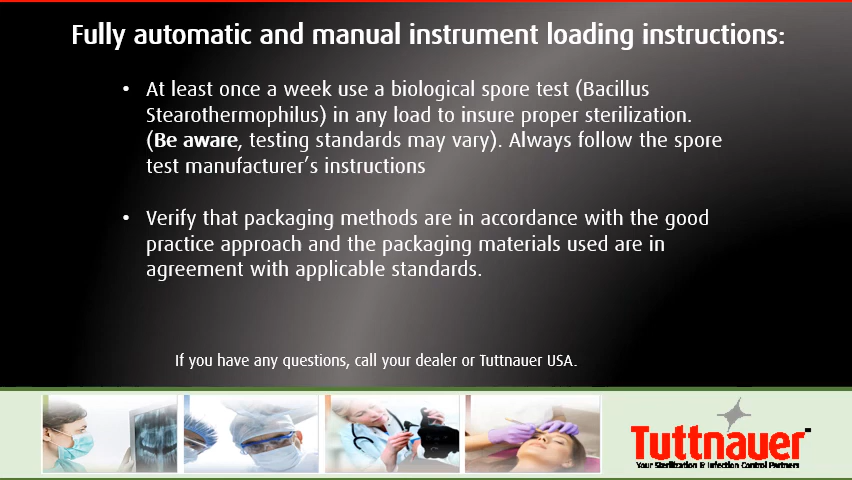 Fully automatic and manual instrument loading instructions:
• At least once a week use a biological spore test (Bacillus
Stearothermophilus) in any load to insure proper sterilization.
(Be aware, testing standards may vary). Always follow the spore
test manufacturer's instructions
• Verify that packaging methods are in accordance with the good
practice approach and the packaging materials used are in
agreement with applicable standards.
If you have any questions, call your dealer or Tuttnauer USA.
Tuttnauer
Your Sterilization & Infection Control Partners